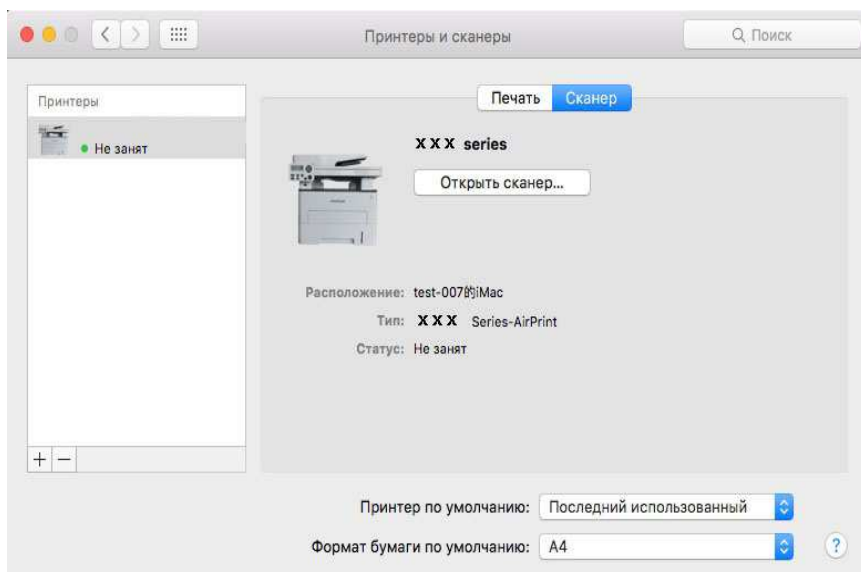 Принтеры и сканеры
Поиск
Принтеры
Не занят
Печать
Сканер
X X X series
Открыть сканер...
Расположение: test-007的iMac
Тип: X X X Series-AirPrint
Статус: Не занят
+ −
Принтер по умолчанию: Последний использованный
Формат бумаги по умолчанию: A4
?